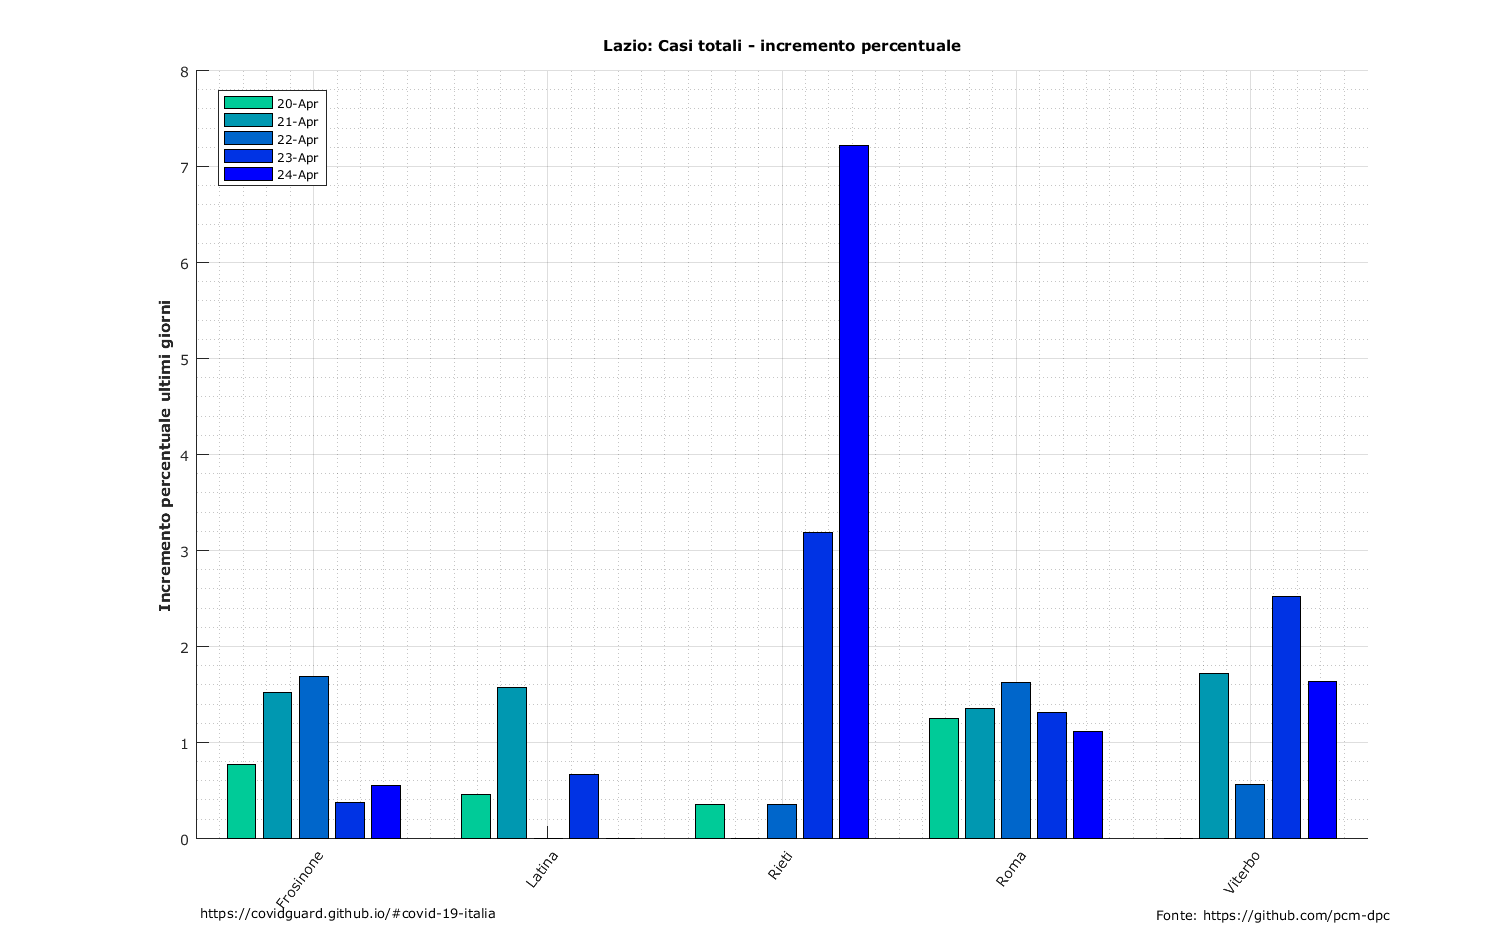 Lazio: Casi totali - incremento percentuale
Incremento percentuale ultimi giorni
8
7
6
5
4
3
2
1
0
20-Apr
21-Apr
22-Apr
23-Apr
24-Apr
Frosinone
Latina
Rieti
Roma
Viterbo
https://covidguard.github.io/#covid-19-italia
Fonte: https://github.com/pcm-dpc